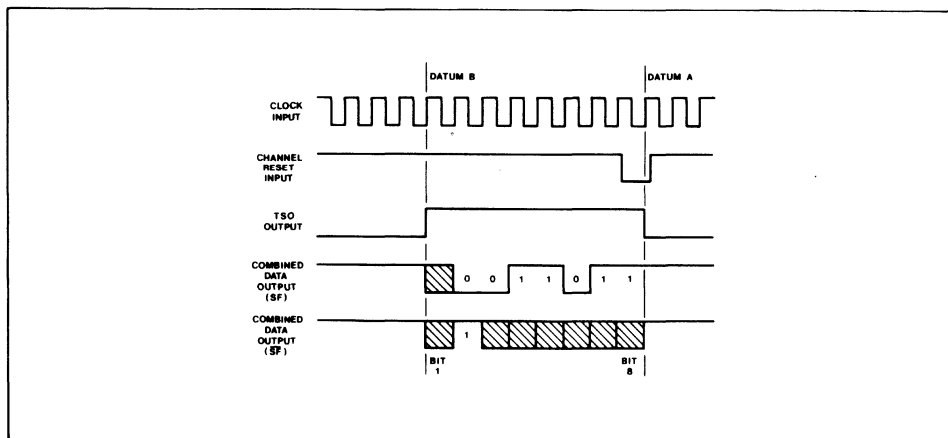 DATUM B
DATUM A
CLOCK
INPUT
CHANNEL
RESET
INPUT
TSO
OUTPUT
COMBINED
DATA
OUTPUT
(SF)
0 0 1 1 0 1 1
COMBINED
DATA
OUTPUT
(S̅F̅)
1
BIT
1
BIT
8